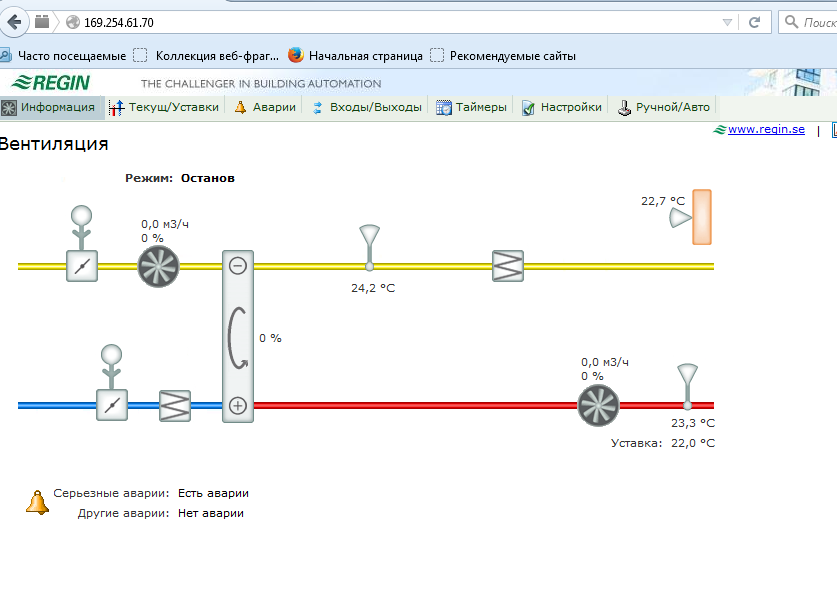 169.254.61.70
Поиск
Часто посещаемые Коллекция веб-фраг... Начальная страница Рекомендуемые сайты
REGIN THE CHALLENGER IN BUILDING AUTOMATION
Информация Текущ/Уставки Аварии Входы/Выходы Таймеры Настройки Ручной/Авто
www.regin.se |
Вентиляция
Режим: Останов
22,7 °C
0,0 м3/ч
0 %
24,2 °C
0 %
0,0 м3/ч
0 %
23,3 °C
Уставка: 22,0 °C
Серьезные аварии: Есть аварии
Другие аварии: Нет аварии